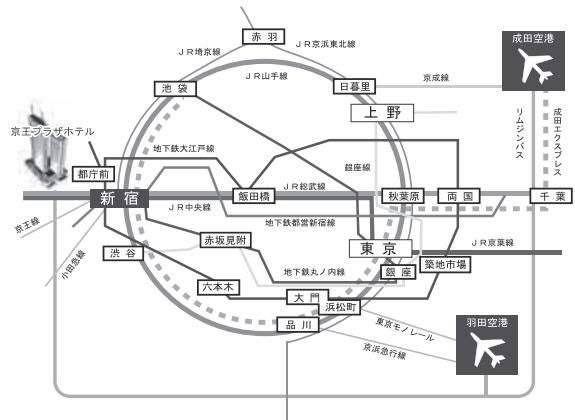 赤羽
成田空港
ＪＲ埼京線
ＪＲ京浜東北線
ＪＲ山手線
池袋
日暮里
京成線
上野
リムジンバス
成田エクスプレス
京王プラザホテル
地下鉄大江戸線
銀座線
都庁前
新宿
飯田橋
ＪＲ総武線
秋葉原
両国
千葉
ＪＲ中央線
地下鉄都営新宿線
京王線
小田急線
渋谷
赤坂見附
東京
ＪＲ京葉線
地下鉄丸ノ内線
銀座
築地市場
六本木
大門
浜松町
品川
東京モノレール
京浜急行線
羽田空港